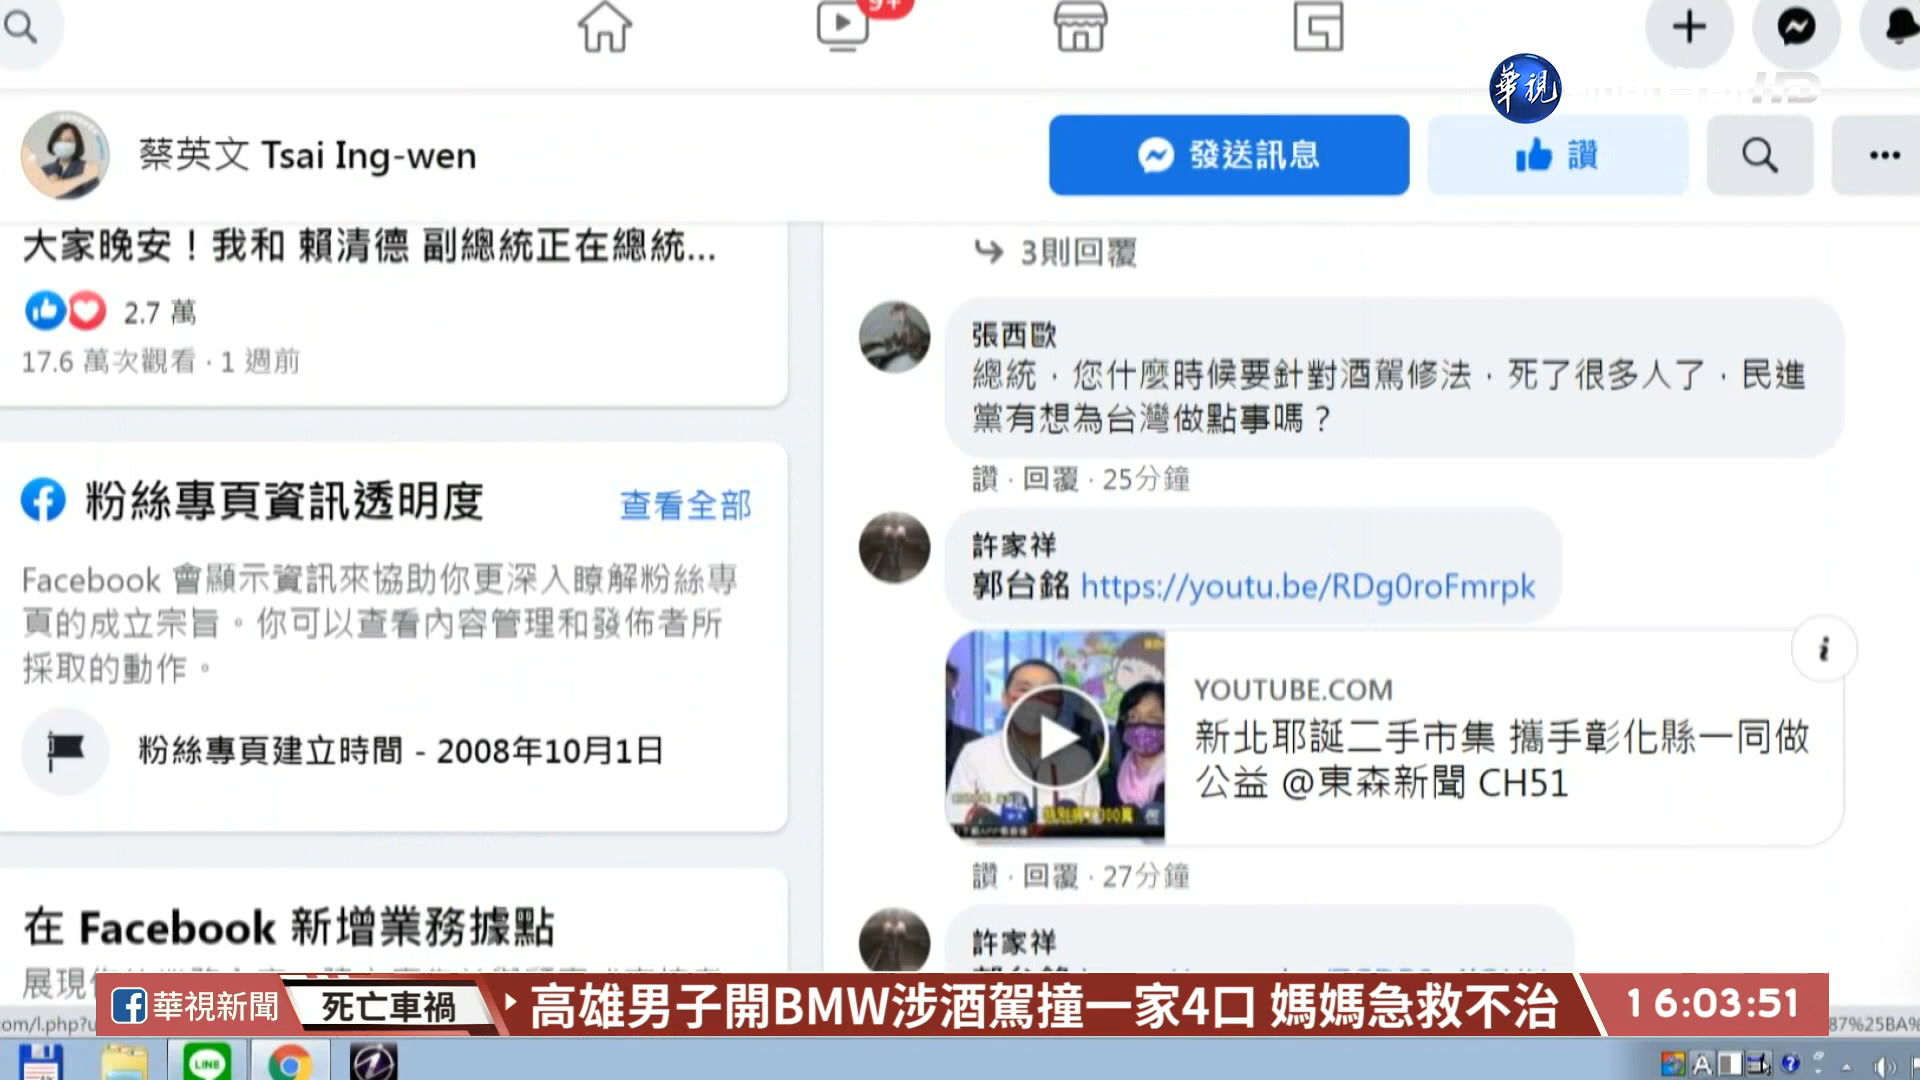 9+
華視
HD
蔡英文 Tsai Ing-wen
發送訊息
讚
大家晚安！我和 賴清德 副總統正在總統...
2.7 萬
17.6 萬次觀看 · 1 週前
粉絲專頁資訊透明度
查看全部
Facebook 會顯示資訊來協助你更深入瞭解粉絲專
頁的成立宗旨。你可以查看內容管理和發佈者所
採取的動作。
粉絲專頁建立時間 - 2008年10月1日
在 Facebook 新增業務據點
展現
3則回覆
張西歐
總統，您什麼時候要針對酒駕修法，死了很多人了，民進
黨有想為台灣做點事嗎？
讚 · 回覆 · 25分鐘
許家祥
郭台銘 https://youtu.be/RDg0roFmrpk
YOUTUBE.COM
新北耶誕二手市集 攜手彰化縣一同做
公益 @東森新聞 CH51
讚 · 回覆 · 27分鐘
許家祥
華視新聞
死亡車禍
高雄男子開BMW涉酒駕撞一家4口 媽媽急救不治
16:03:51
om/l.php?u
87%25BA%
LINE
A